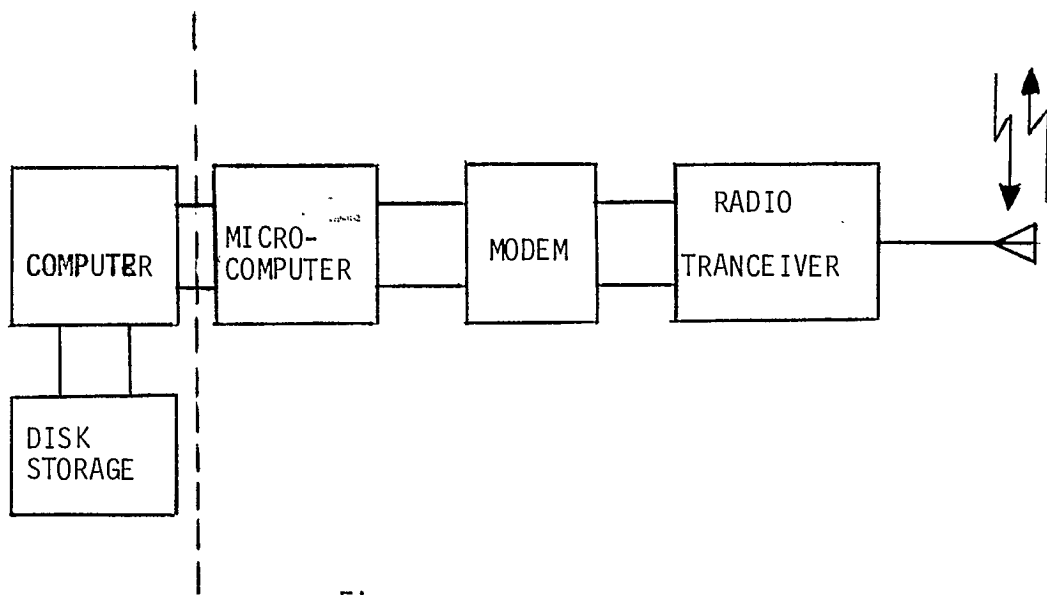 COMPUTER
MICRO-
COMPUTER
MODEM
RADIO
TRANCEIVER
DISK
STORAGE